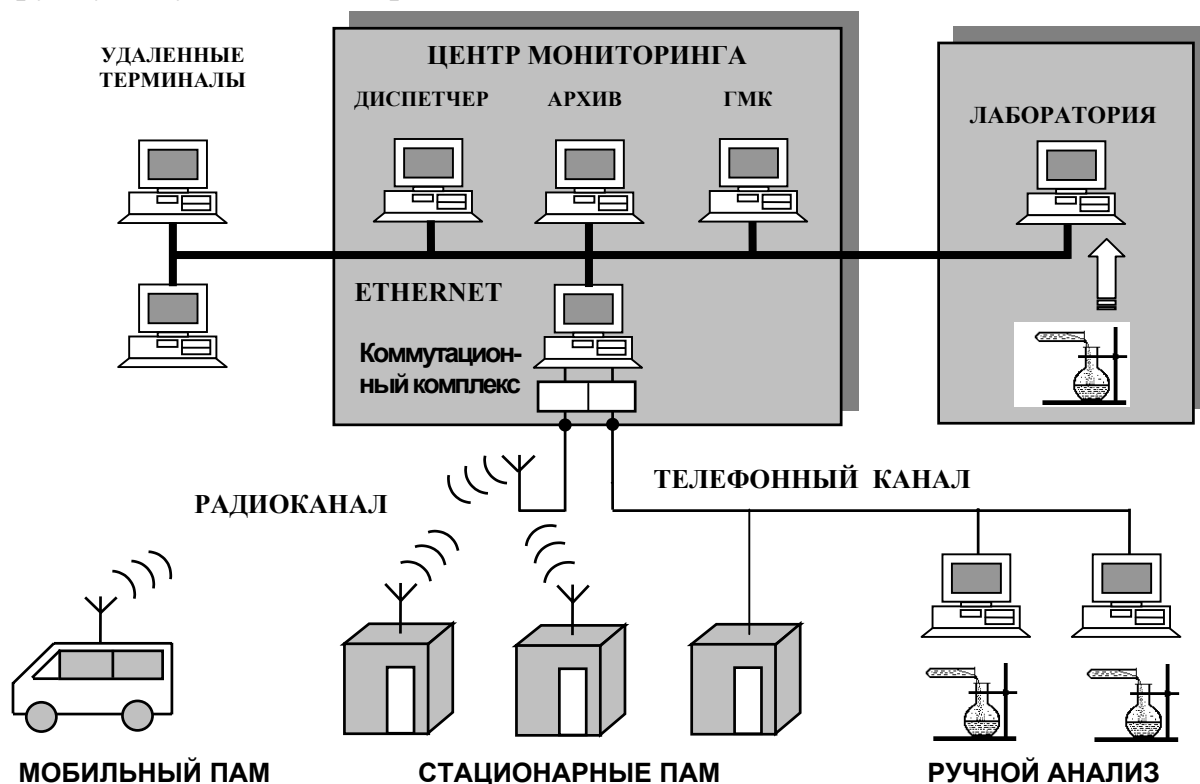 УДАЛЕННЫЕ
ТЕРМИНАЛЫ
ЦЕНТР МОНИТОРИНГА
ДИСПЕТЧЕР
АРХИВ
ГМК
ЛАБОРАТОРИЯ
ETHERNET
Коммутацион-
ный комплекс
РАДИОКАНАЛ
ТЕЛЕФОННЫЙ КАНАЛ
МОБИЛЬНЫЙ ПАМ
СТАЦИОНАРНЫЕ ПАМ
РУЧНОЙ АНАЛИЗ